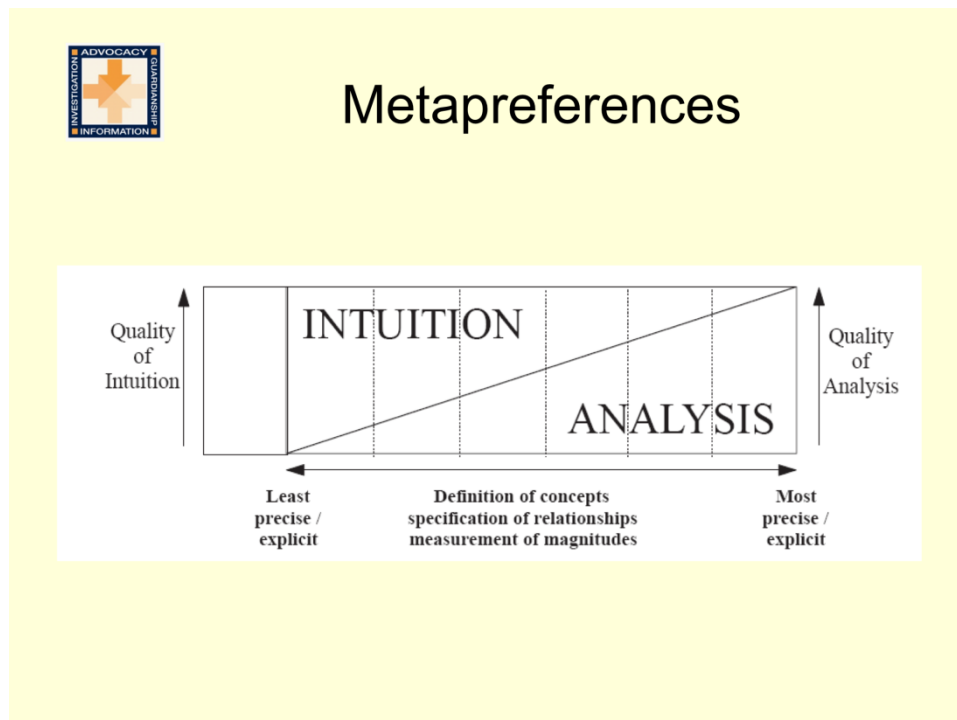 ADVOCACY
INVESTIGATION
GUARDIANSHIP
INFORMATION
Metapreferences
INTUITION
Quality
of
Intuition
Quality
of
Analysis
ANALYSIS
Least
precise /
explicit
Definition of concepts
specification of relationships
measurement of magnitudes
Most
precise /
explicit